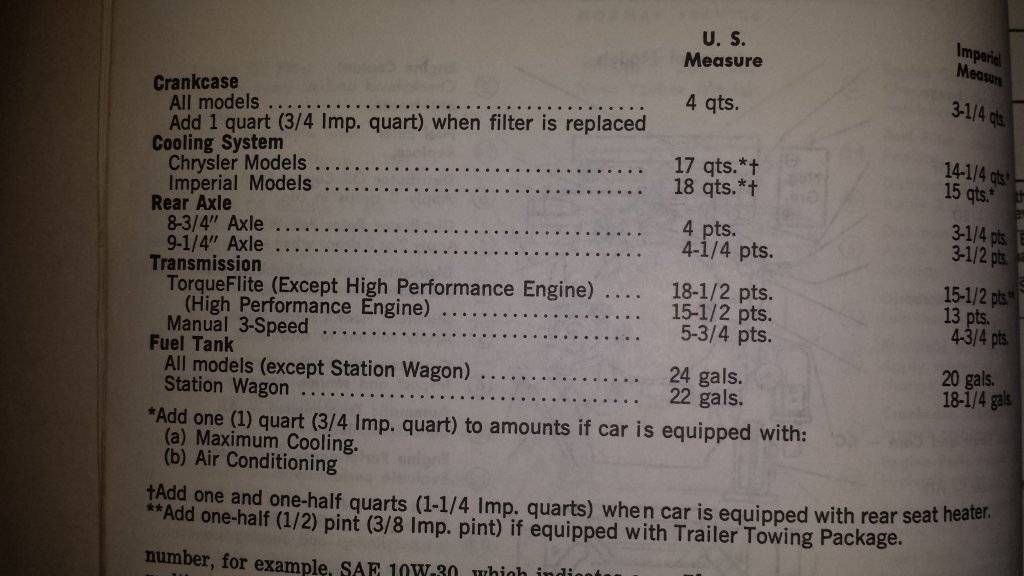 U. S. Measure Imperial Measure
Crankcase
All models ........ 4 qts. 3-1/4 qts.
Add 1 quart (3/4 Imp. quart) when filter is replaced
Cooling System
Chrysler Models ........ 17 qts.*† 14-1/4 qts.*
Imperial Models ........ 18 qts.*† 15 qts.*
Rear Axle
8-3/4" Axle ........ 4 pts. 3-1/4 pts.
9-1/4" Axle ........ 4-1/4 pts. 3-1/2 pts.
Transmission
TorqueFlite (Except High Performance Engine) .... 18-1/2 pts. 15-1/2 pts.**
(High Performance Engine) ........ 15-1/2 pts. 13 pts.
Manual 3-Speed ........ 5-3/4 pts. 4-3/4 pts.
Fuel Tank
All models (except Station Wagon) ........ 24 gals. 20 gals.
Station Wagon ........ 22 gals. 18-1/4 gals.
*Add one (1) quart (3/4 Imp. quart) to amounts if car is equipped with:
(a) Maximum Cooling.
(b) Air Conditioning
†Add one and one-half quarts (1-1/4 Imp. quarts) when car is equipped with rear seat heater.
**Add one-half (1/2) pint (3/8 Imp. pint) if equipped with Trailer Towing Package.
number, for example, SAE 10W-30, which